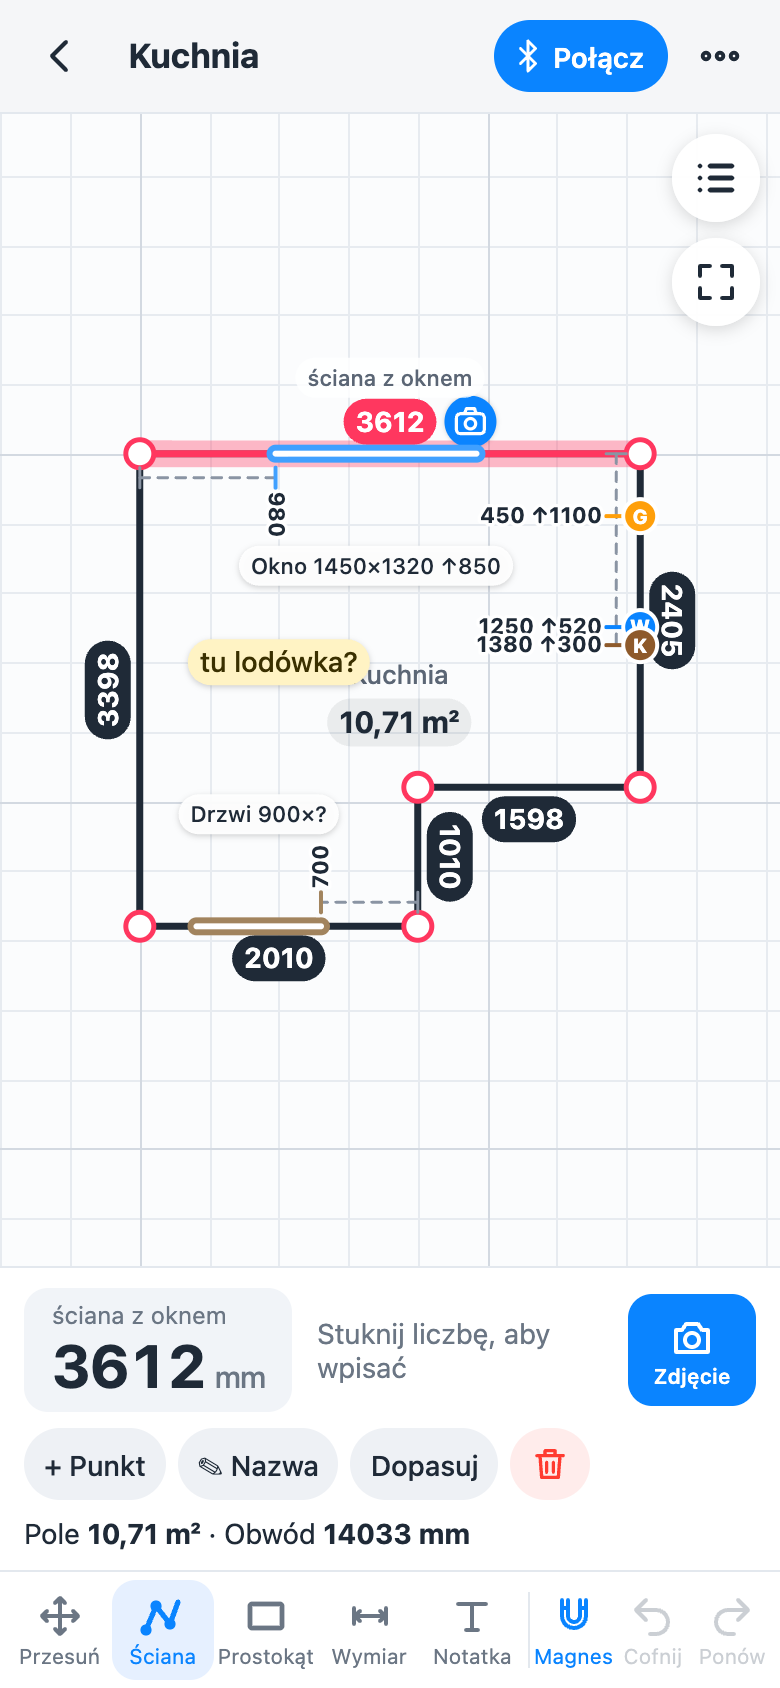 Kuchnia
Połącz
ściana z oknem
3612
980
450 ↑1100
G
Okno 1450×1320 ↑850
2405
1250 ↑520
W
1380 ↑300
K
3398
tu lodówka?
uchnia
10,71 m²
Drzwi 900×?
1598
1010
700
2010
ściana z oknem
3612 mm
Stuknij liczbę, aby
wpisać
Zdjęcie
+ Punkt
✎ Nazwa
Dopasuj
Pole 10,71 m² · Obwód 14033 mm
Przesuń
Ściana
Prostokąt
Wymiar
Notatka
Magnes
Cofnij
Ponów